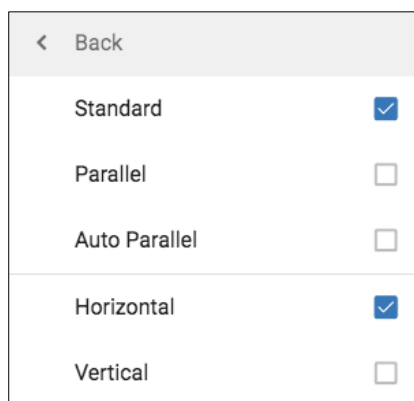 Back
Standard
Parallel
Auto Parallel
Horizontal
Vertical